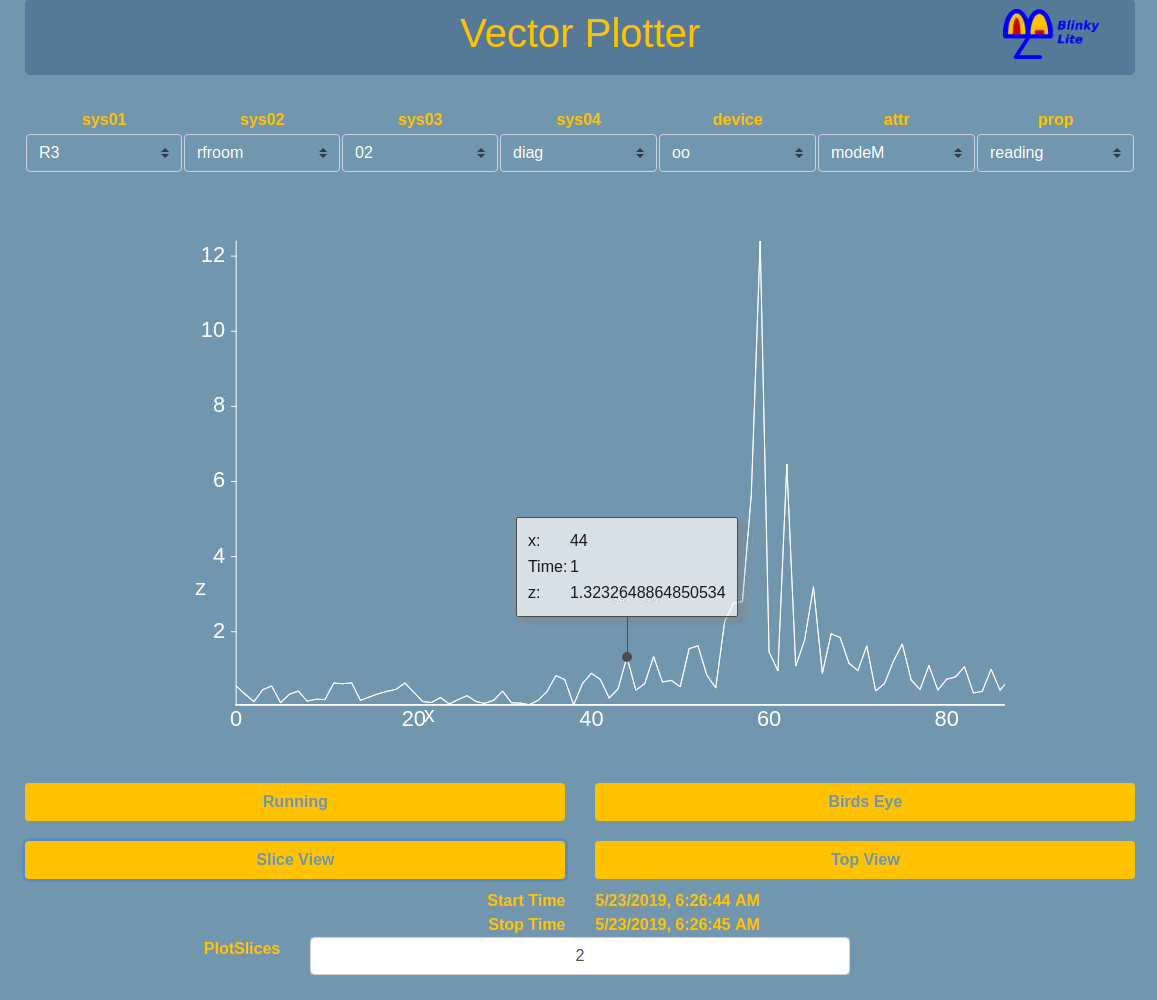 Vector Plotter
Blinky
Lite
sys01 sys02 sys03 sys04 device attr prop
R3 rfroom 02 diag oo modeM reading
12
10
8
6
4
z
2
x: 44
Time: 1
z: 1.3232648864850534
0 20 x 40 60 80
Running Birds Eye
Slice View Top View
Start Time 5/23/2019, 6:26:44 AM
Stop Time 5/23/2019, 6:26:45 AM
PlotSlices 2